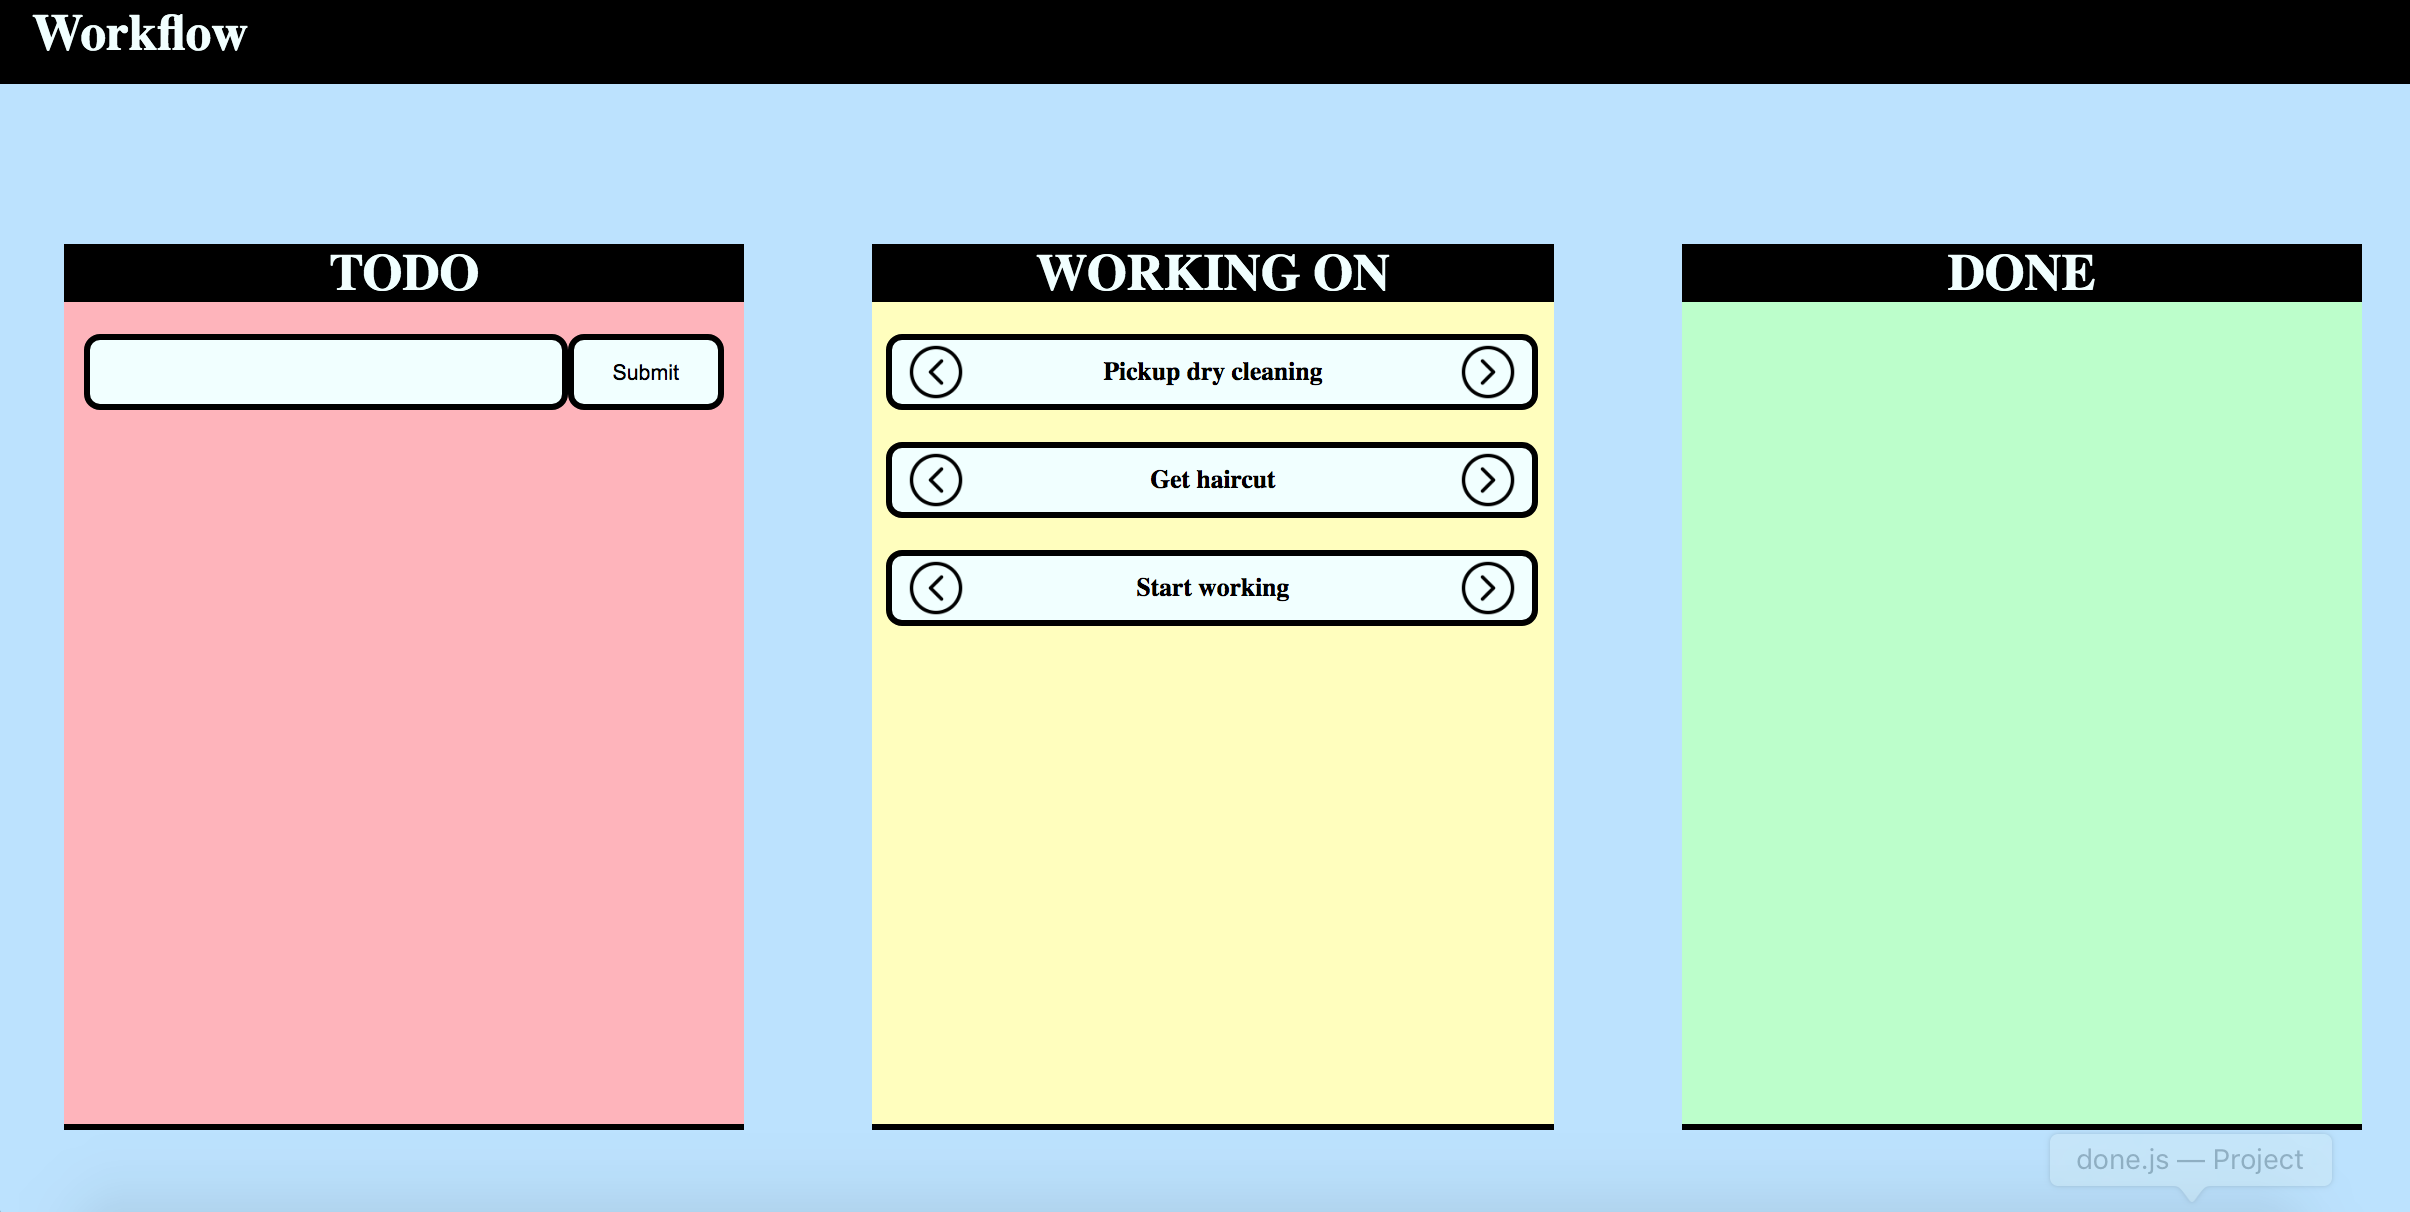 Workflow
TODO
Submit
WORKING ON
Pickup dry cleaning
Get haircut
Start working
DONE
done.js — Project